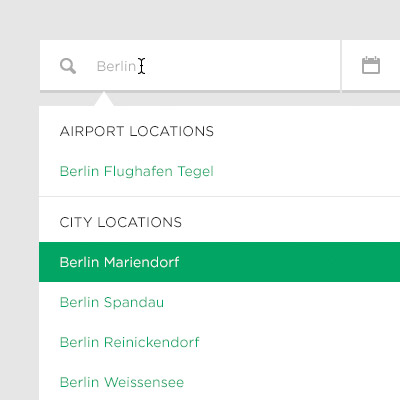 Berlin
AIRPORT LOCATIONS
Berlin Flughafen Tegel
CITY LOCATIONS
Berlin Mariendorf
Berlin Spandau
Berlin Reinickendorf
Berlin Weissensee